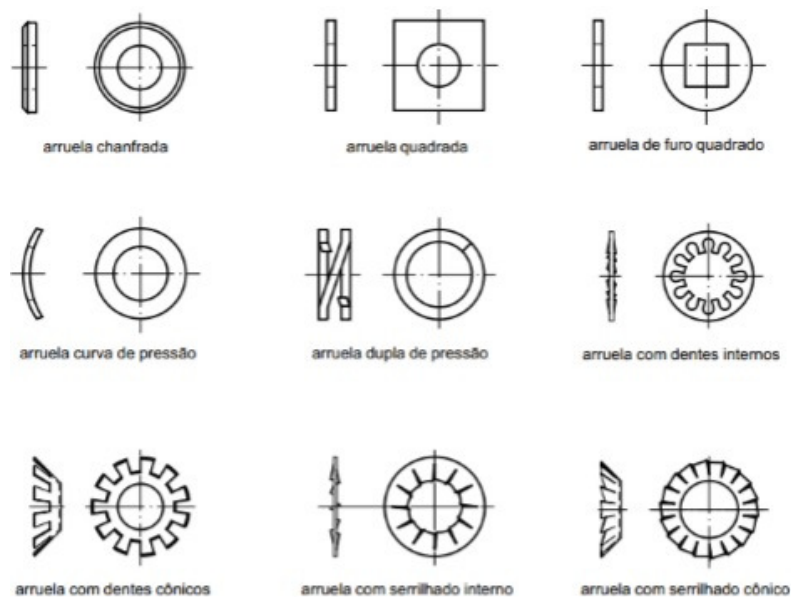 arruela chanfrada
arruela quadrada
arruela de furo quadrado
arruela curva de pressão
arruela dupla de pressão
arruela com dentes internos
arruela com dentes cônicos
arruela com serrilhado interno
arruela com serrilhado cônico